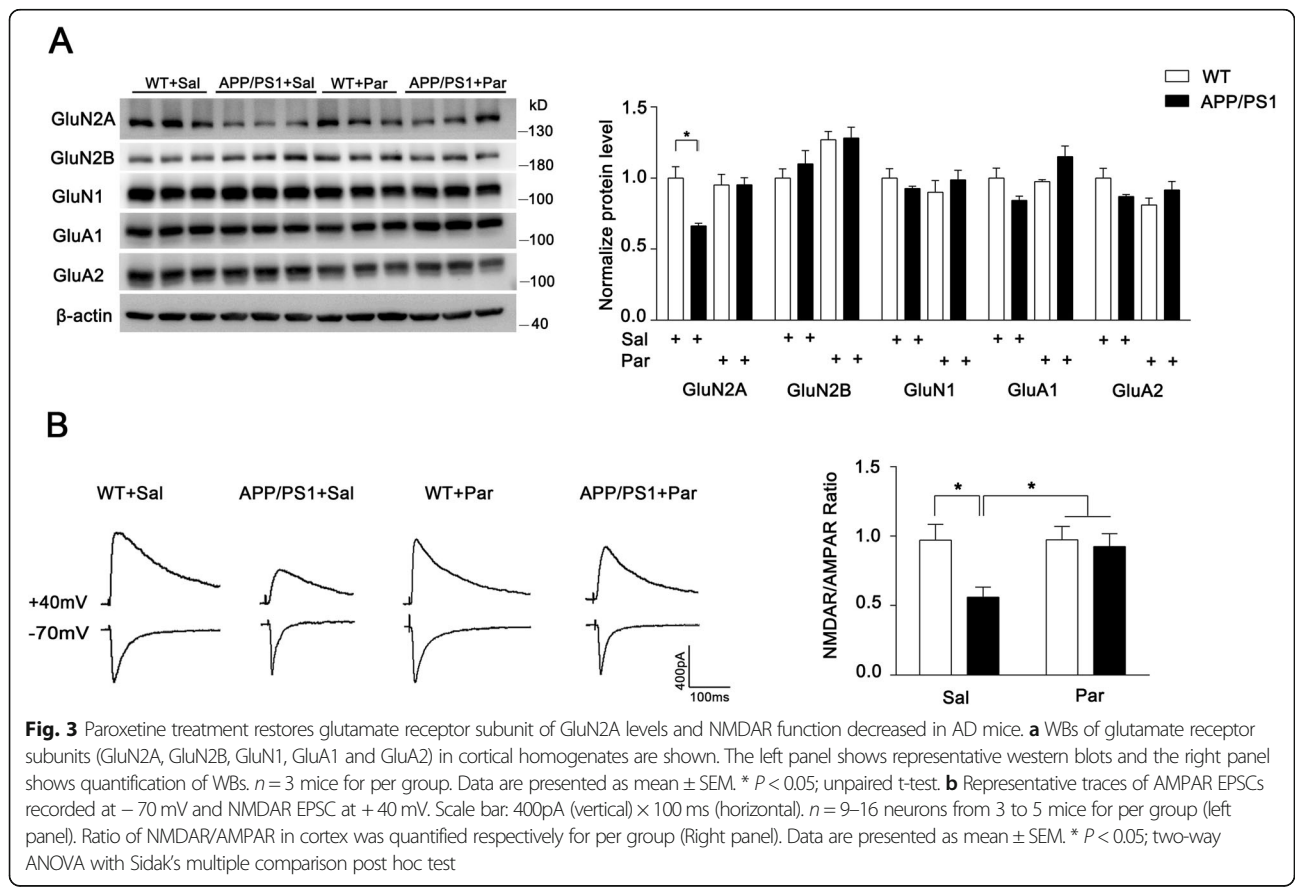 A
WT+Sal APP/PS1+Sal WT+Par APP/PS1+Par
kD
GluN2A
–130
GluN2B
–180
GluN1
–100
GluA1
–100
GluA2
–100
β-actin
–40
WT
APP/PS1
Normalize protein level
1.5
1.0
0.5
0.0
*
Sal + + + + + + + + + +
Par + + + + + + + + + +
GluN2A GluN2B GluN1 GluA1 GluA2
B
WT+Sal APP/PS1+Sal WT+Par APP/PS1+Par
+40mV
-70mV
400pA
100ms
NMDAR/AMPAR Ratio
1.5
1.0
0.5
0.0
* *
Sal Par
Fig. 3 Paroxetine treatment restores glutamate receptor subunit of GluN2A levels and NMDAR function decreased in AD mice. a WBs of glutamate receptor
subunits (GluN2A, GluN2B, GluN1, GluA1 and GluA2) in cortical homogenates are shown. The left panel shows representative western blots and the right panel
shows quantification of WBs. n = 3 mice for per group. Data are presented as mean ± SEM. * P < 0.05; unpaired t-test. b Representative traces of AMPAR EPSCs
recorded at − 70 mV and NMDAR EPSC at + 40 mV. Scale bar: 400pA (vertical) × 100 ms (horizontal). n = 9–16 neurons from 3 to 5 mice for per group (left
panel). Ratio of NMDAR/AMPAR in cortex was quantified respectively for per group (Right panel). Data are presented as mean ± SEM. * P < 0.05; two-way
ANOVA with Sidak's multiple comparison post hoc test